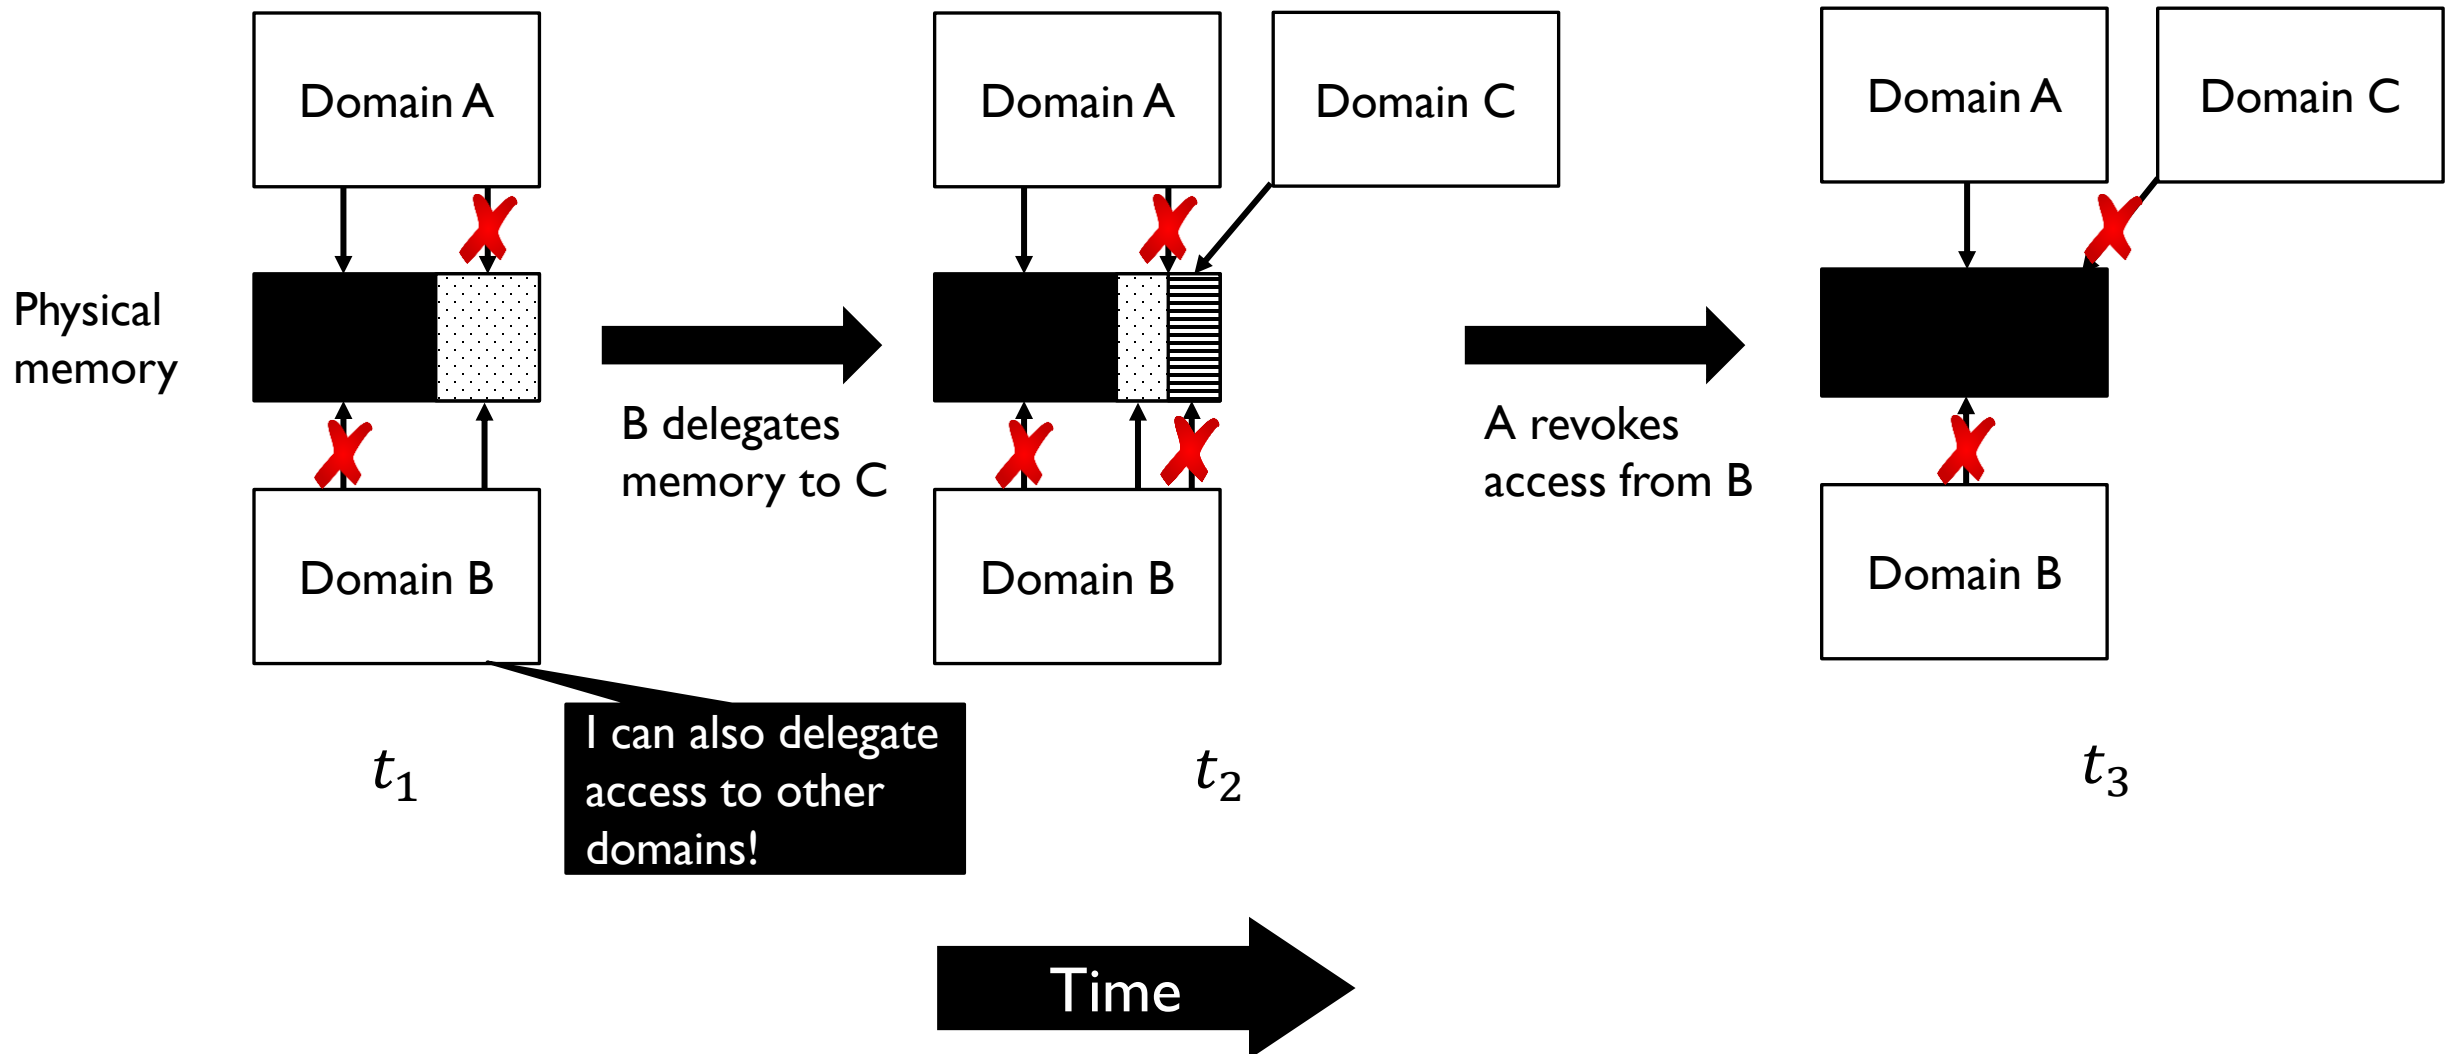 Domain A
Domain A
Domain C
Domain A
Domain C
Physical
memory
B delegates
memory to C
A revokes
access from B
Domain B
Domain B
Domain B
I can also delegate
access to other
domains!
t₁
t₂
t₃
Time